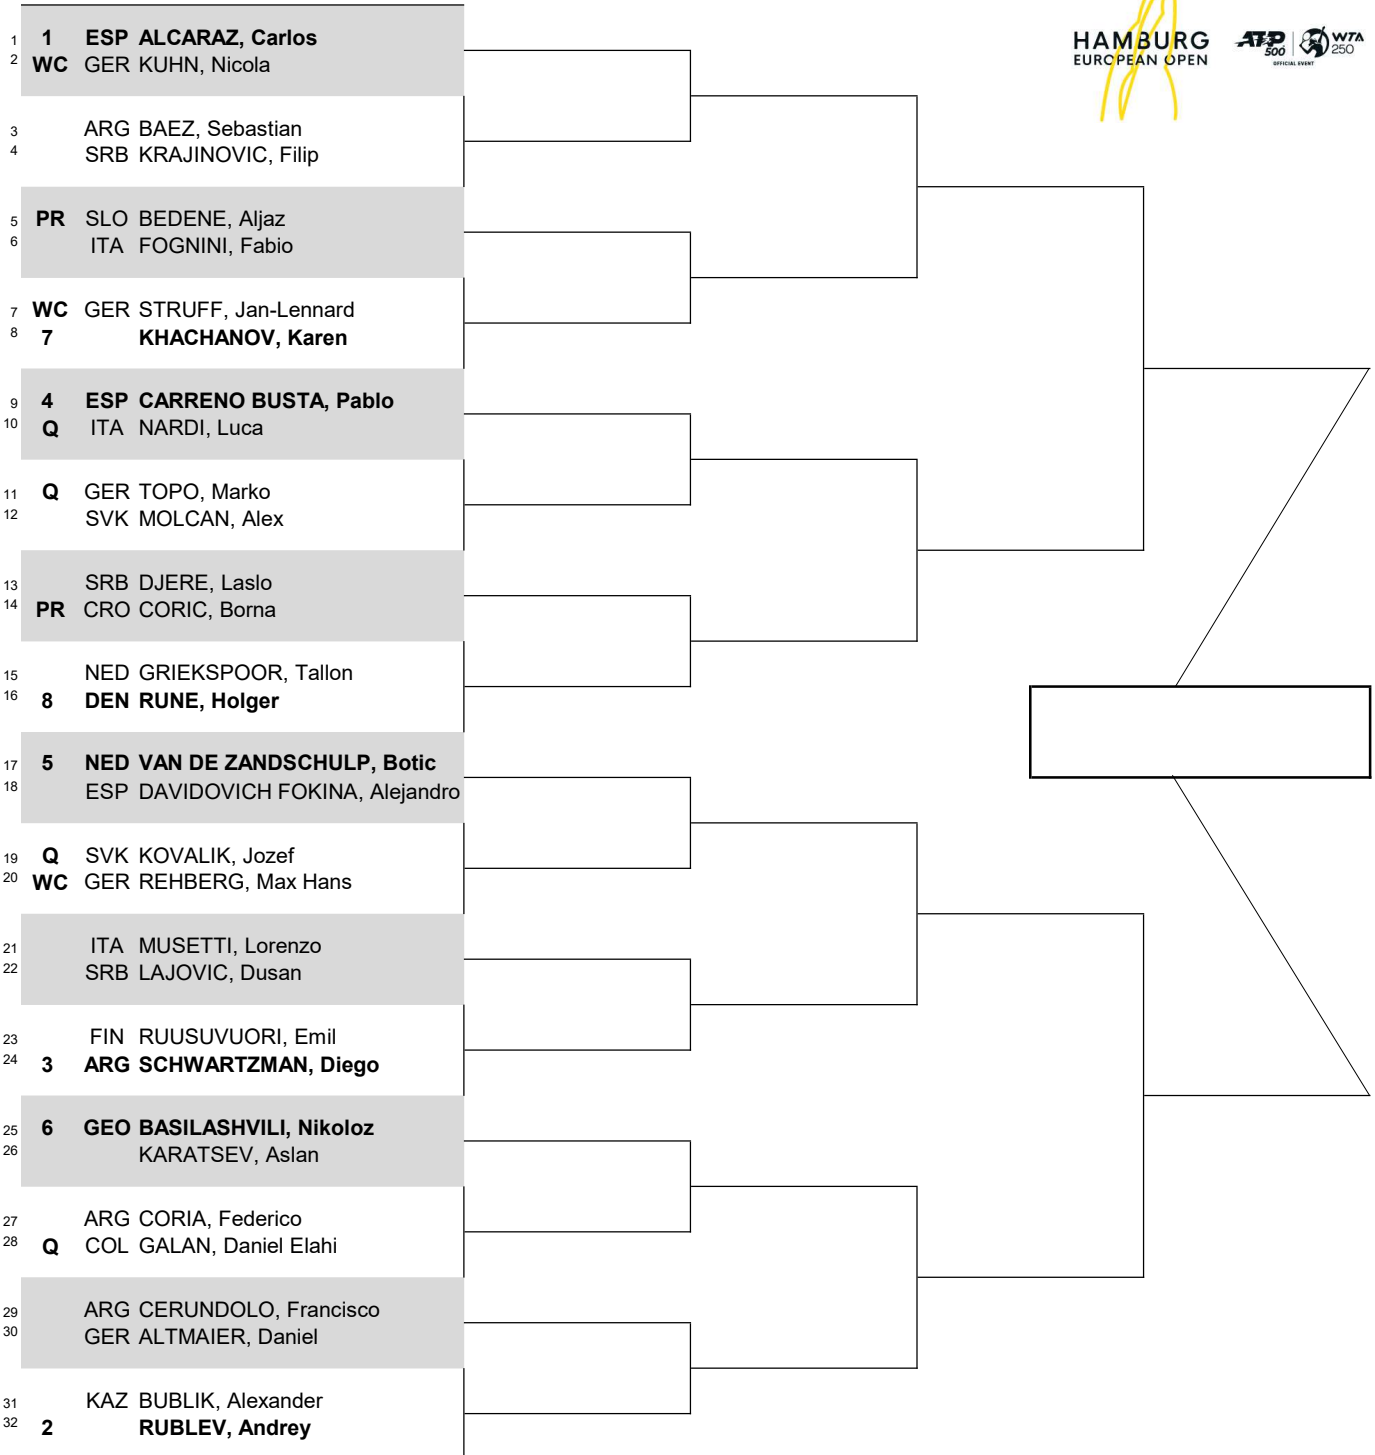 HAMBURG
EUROPEAN OPEN
ATP
500
WTA
250
OFFICIAL EVENT
1 1 ESP ALCARAZ, Carlos
2 WC GER KUHN, Nicola
3 ARG BAEZ, Sebastian
4 SRB KRAJINOVIC, Filip
5 PR SLO BEDENE, Aljaz
6 ITA FOGNINI, Fabio
7 WC GER STRUFF, Jan-Lennard
8 7 KHACHANOV, Karen
9 4 ESP CARRENO BUSTA, Pablo
10 Q ITA NARDI, Luca
11 Q GER TOPO, Marko
12 SVK MOLCAN, Alex
13 SRB DJERE, Laslo
14 PR CRO CORIC, Borna
15 NED GRIEKSPOOR, Tallon
16 8 DEN RUNE, Holger
17 5 NED VAN DE ZANDSCHULP, Botic
18 ESP DAVIDOVICH FOKINA, Alejandro
19 Q SVK KOVALIK, Jozef
20 WC GER REHBERG, Max Hans
21 ITA MUSETTI, Lorenzo
22 SRB LAJOVIC, Dusan
23 FIN RUUSUVUORI, Emil
24 3 ARG SCHWARTZMAN, Diego
25 6 GEO BASILASHVILI, Nikoloz
26 KARATSEV, Aslan
27 ARG CORIA, Federico
28 Q COL GALAN, Daniel Elahi
29 ARG CERUNDOLO, Francisco
30 GER ALTMAIER, Daniel
31 KAZ BUBLIK, Alexander
32 2 RUBLEV, Andrey